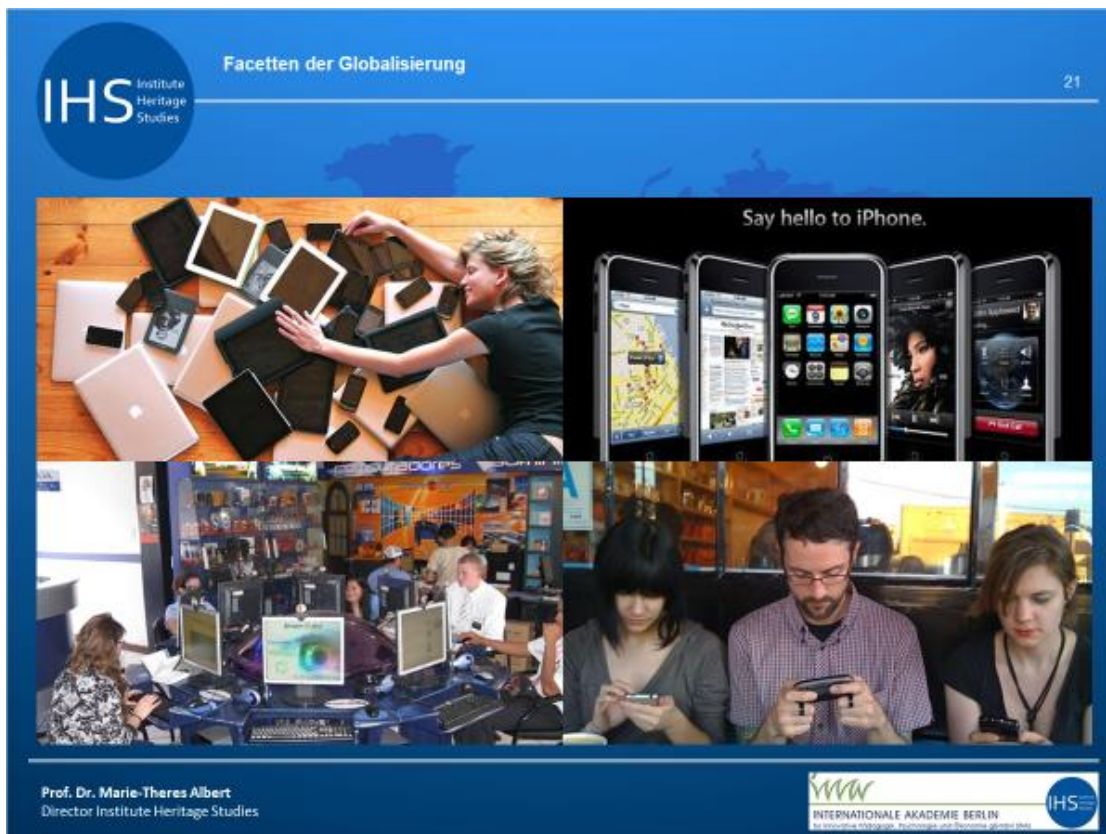 IHS
Institute
Heritage
Studies
Facetten der Globalisierung
21
Say hello to iPhone.
Prof. Dr. Marie-Theres Albert
Director Institute Heritage Studies
INTERNATIONALE AKADEMIE BERLIN
IHS